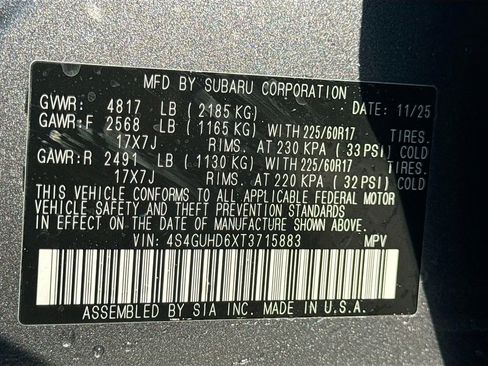 MFD BY SUBARU CORPORATION
GVWR: 4817 LB ( 2185 KG) DATE: 11/25
GAWR:F 2568 LB ( 1165 KG) WITH 225/60R17 TIRES.
17X7J RIMS. AT 230 KPA ( 33 PSI) COLD
GAWR:R 2491 LB ( 1130 KG) WITH 225/60R17 TIRES.
17X7J RIMS. AT 220 KPA ( 32 PSI) COLD
THIS VEHICLE CONFORMS TO ALL APPLICABLE FEDERAL MOTOR
VEHICLE SAFETY AND THEFT PREVENTION STANDARDS
IN EFFECT ON THE DATE OF MANUFACTURE SHOWN ABOVE.
VIN: 4S4GUHD6XT3715883 MPV
ASSEMBLED BY SIA INC. MADE IN U.S.A.